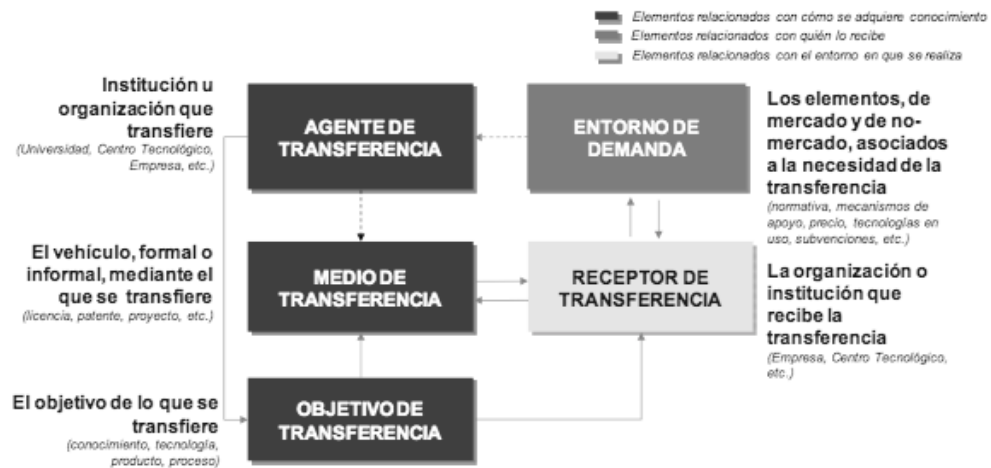 Elementos relacionados con cómo se adquiere conocimiento
Elementos relacionados con quién lo recibe
Elementos relacionados con el entorno en que se realiza
Institución u
organización que
transfiere
(Universidad, Centro Tecnológico,
Empresa, etc.)
AGENTE DE
TRANSFERENCIA
ENTORNO DE
DEMANDA
Los elementos, de
mercado y de no-
mercado, asociados
a la necesidad de la
transferencia
(normativa, mecanismos de
apoyo, precio, tecnologías en
uso, subvenciones, etc.)
El vehículo, formal o
informal, mediante el
que se transfiere
(licencia, patente, proyecto, etc.)
MEDIO DE
TRANSFERENCIA
RECEPTOR DE
TRANSFERENCIA
La organización o
institución que
recibe la
transferencia
(Empresa, Centro Tecnológico,
etc.)
El objetivo de lo que se
transfiere
(conocimiento, tecnología,
producto, proceso)
OBJETIVO DE
TRANSFERENCIA